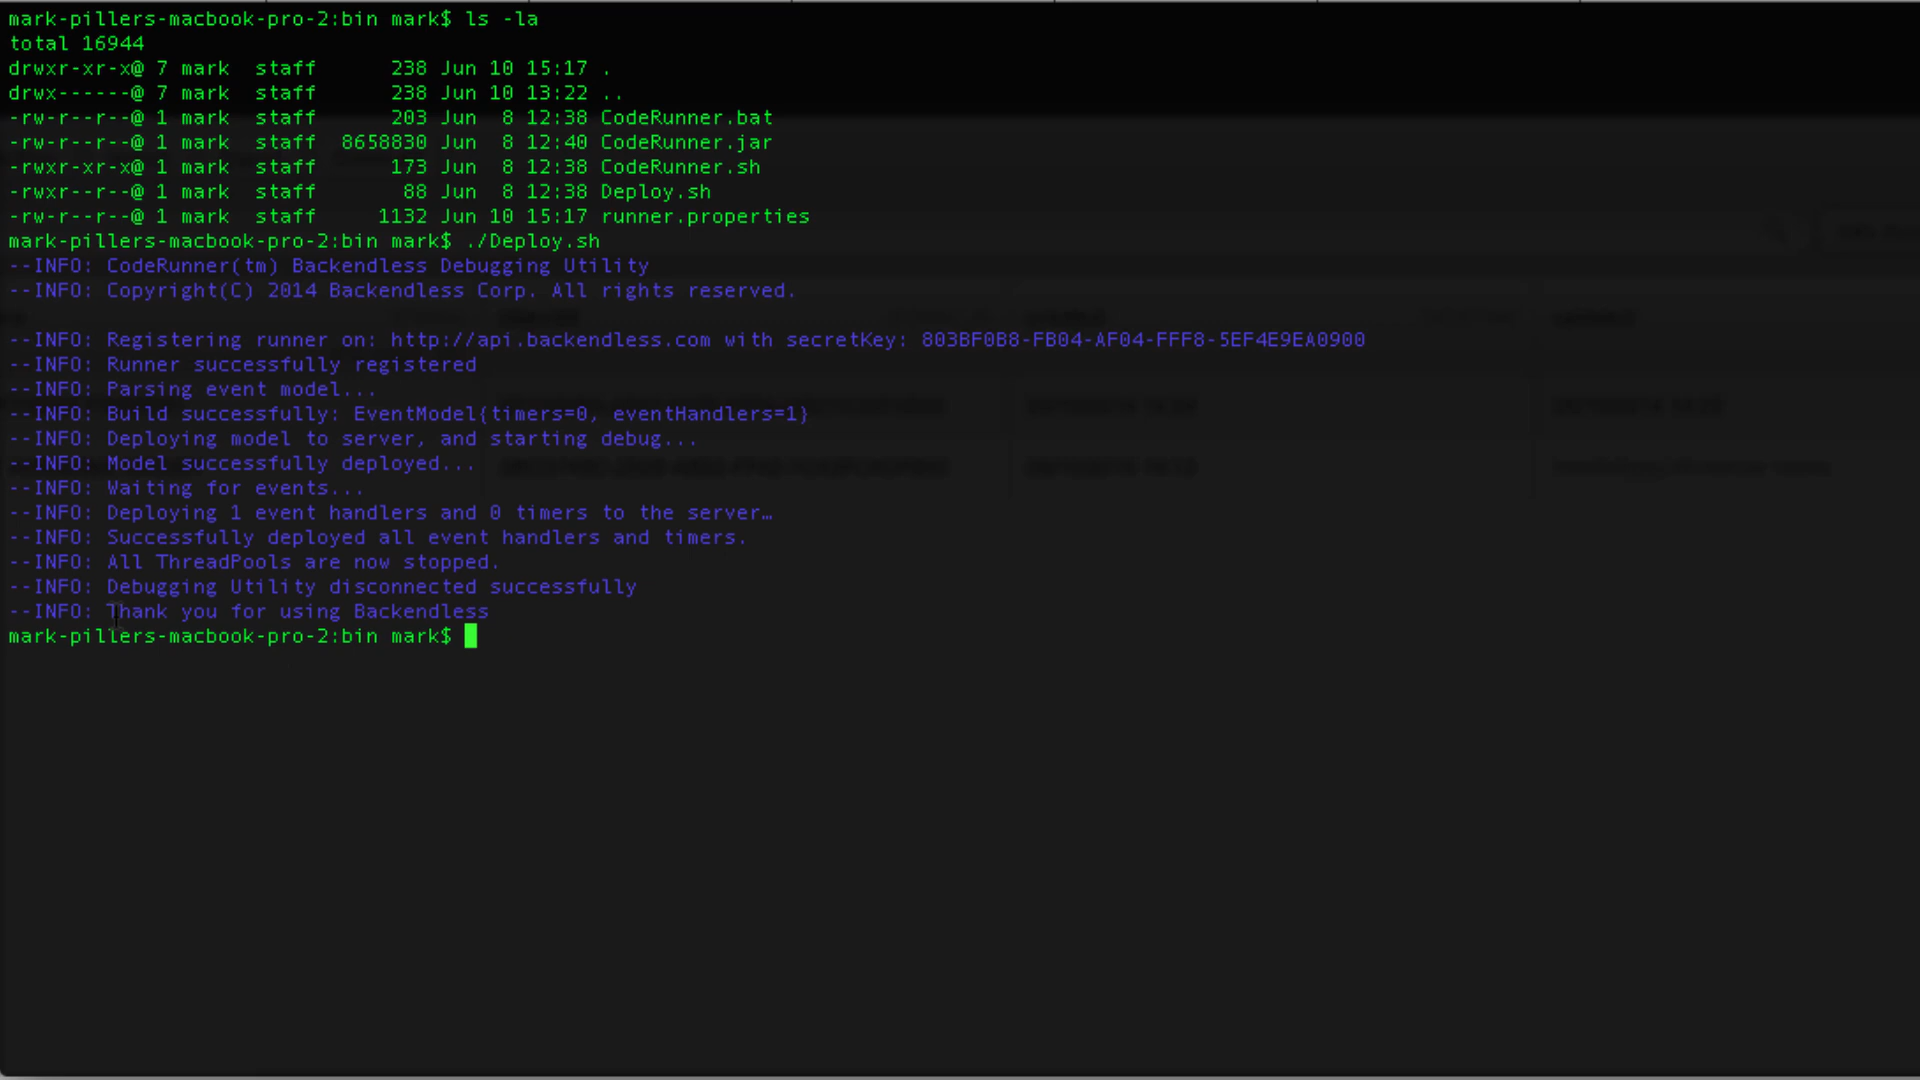 mark-pillers-macbook-pro-2:bin mark$ ls -la
total 16944
drwxr-xr-x@ 7 mark  staff      238 Jun 10 15:17 .
drwx------@ 7 mark  staff      238 Jun 10 13:22 ..
-rw-r--r--@ 1 mark  staff      203 Jun  8 12:38 CodeRunner.bat
-rw-r--r--@ 1 mark  staff  8658830 Jun  8 12:40 CodeRunner.jar
-rwxr-xr-x@ 1 mark  staff      173 Jun  8 12:38 CodeRunner.sh
-rwxr--r--@ 1 mark  staff       88 Jun  8 12:38 Deploy.sh
-rw-r--r--@ 1 mark  staff     1132 Jun 10 15:17 runner.properties
mark-pillers-macbook-pro-2:bin mark$ ./Deploy.sh
--INFO: CodeRunner(tm) Backendless Debugging Utility
--INFO: Copyright(C) 2014 Backendless Corp. All rights reserved.
--INFO: Registering runner on: http://api.backendless.com with secretKey: 803BF0B8-FB04-AF04-FFF8-5EF4E9EA0900
--INFO: Runner successfully registered
--INFO: Parsing event model...
--INFO: Build successfully: EventModel{timers=0, eventHandlers=1}
--INFO: Deploying model to server, and starting debug...
--INFO: Model successfully deployed...
--INFO: Waiting for events...
--INFO: Deploying 1 event handlers and 0 timers to the server…
--INFO: Successfully deployed all event handlers and timers.
--INFO: All ThreadPools are now stopped.
--INFO: Debugging Utility disconnected successfully
--INFO: Thank you for using Backendless
mark-pillers-macbook-pro-2:bin mark$